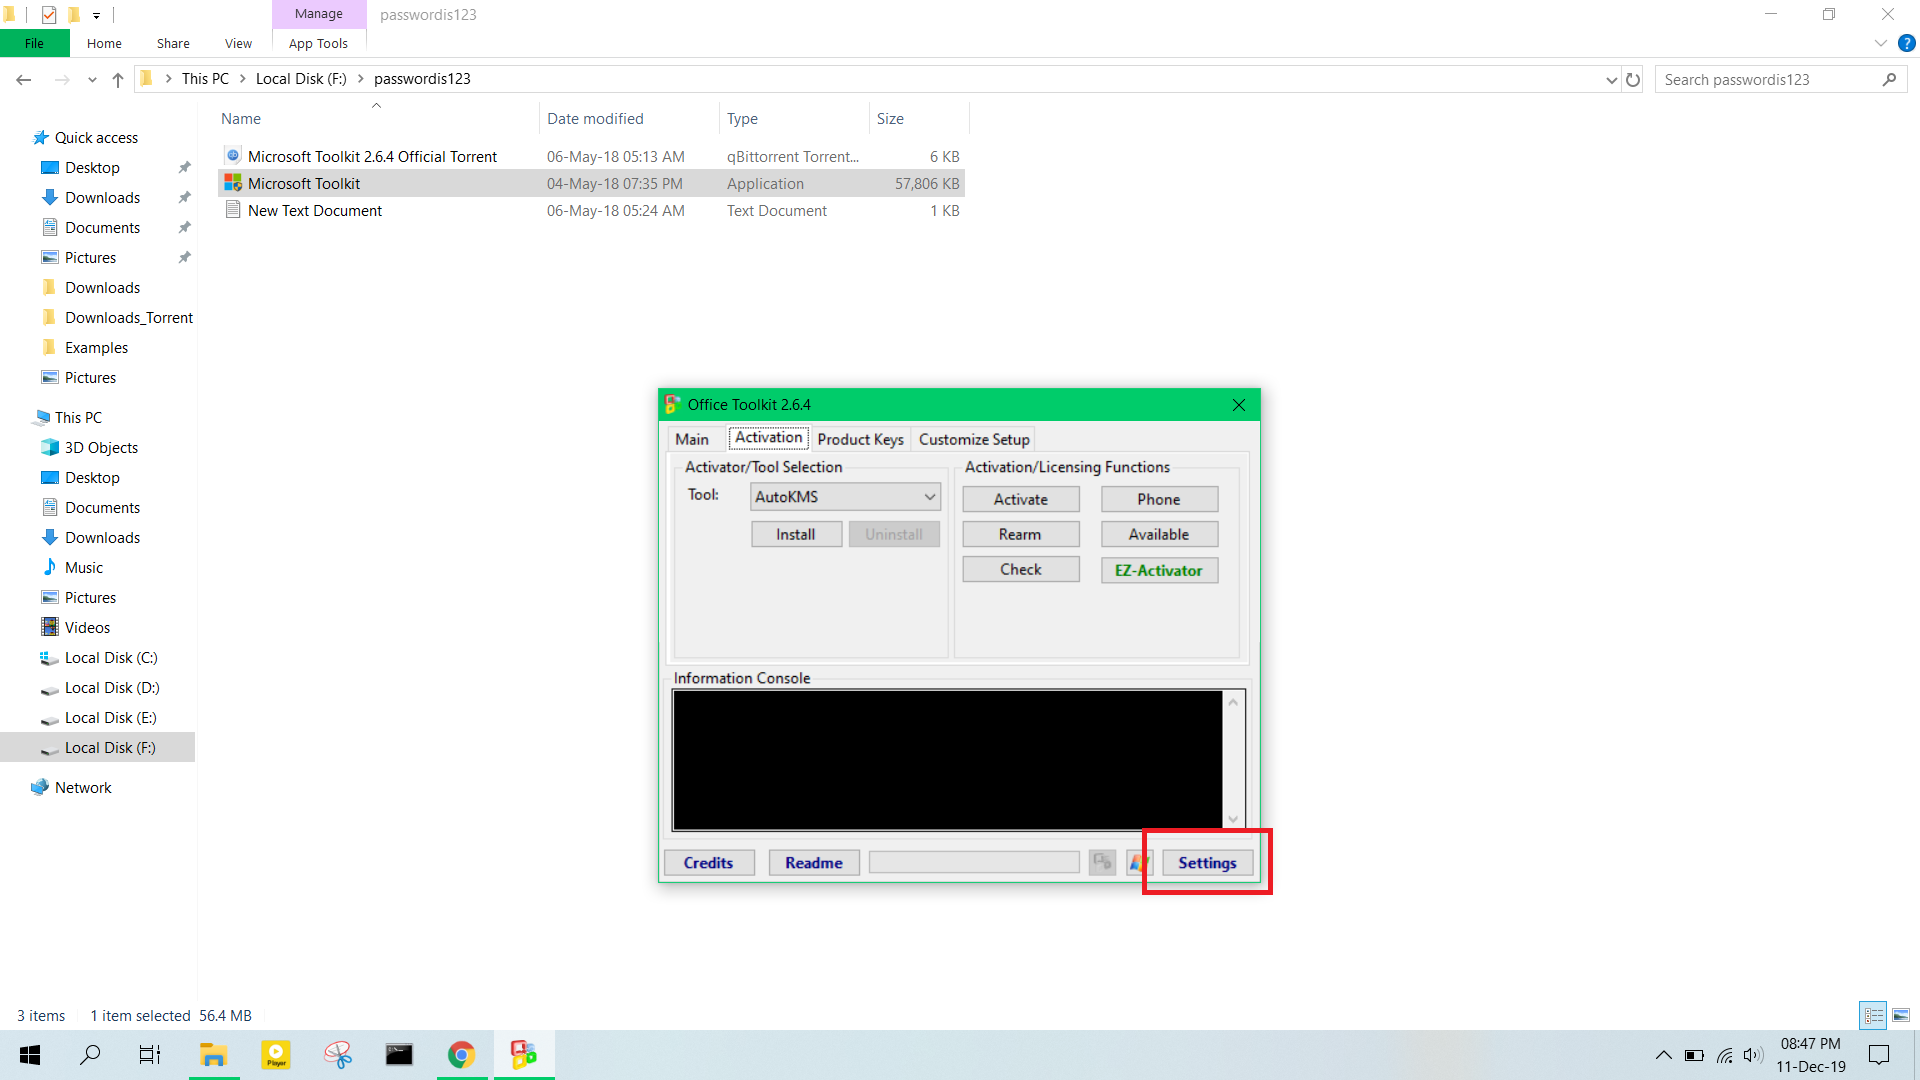 Manage
passwordis123
File
Home
Share
View
App Tools
This PC
Local Disk (F:)
passwordis123
Search passwordis123
Name
Date modified
Type
Size
Microsoft Toolkit 2.6.4 Official Torrent
06-May-18 05:13 AM
qBittorrent Torrent...
6 KB
Microsoft Toolkit
04-May-18 07:35 PM
Application
57,806 KB
New Text Document
06-May-18 05:24 AM
Text Document
1 KB
Quick access
Desktop
Downloads
Documents
Pictures
Downloads
Downloads_Torrent
Examples
Pictures
This PC
3D Objects
Desktop
Documents
Downloads
Music
Pictures
Videos
Local Disk (C:)
Local Disk (D:)
Local Disk (E:)
Local Disk (F:)
Network
Office Toolkit 2.6.4
Main
Activation
Product Keys
Customize Setup
Activator/Tool Selection
Tool:
AutoKMS
Install
Uninstall
Activation/Licensing Functions
Activate
Phone
Rearm
Available
Check
EZ-Activator
Information Console
Credits
Readme
Settings
3 items
1 item selected 56.4 MB
Player
08:47 PM
11-Dec-19